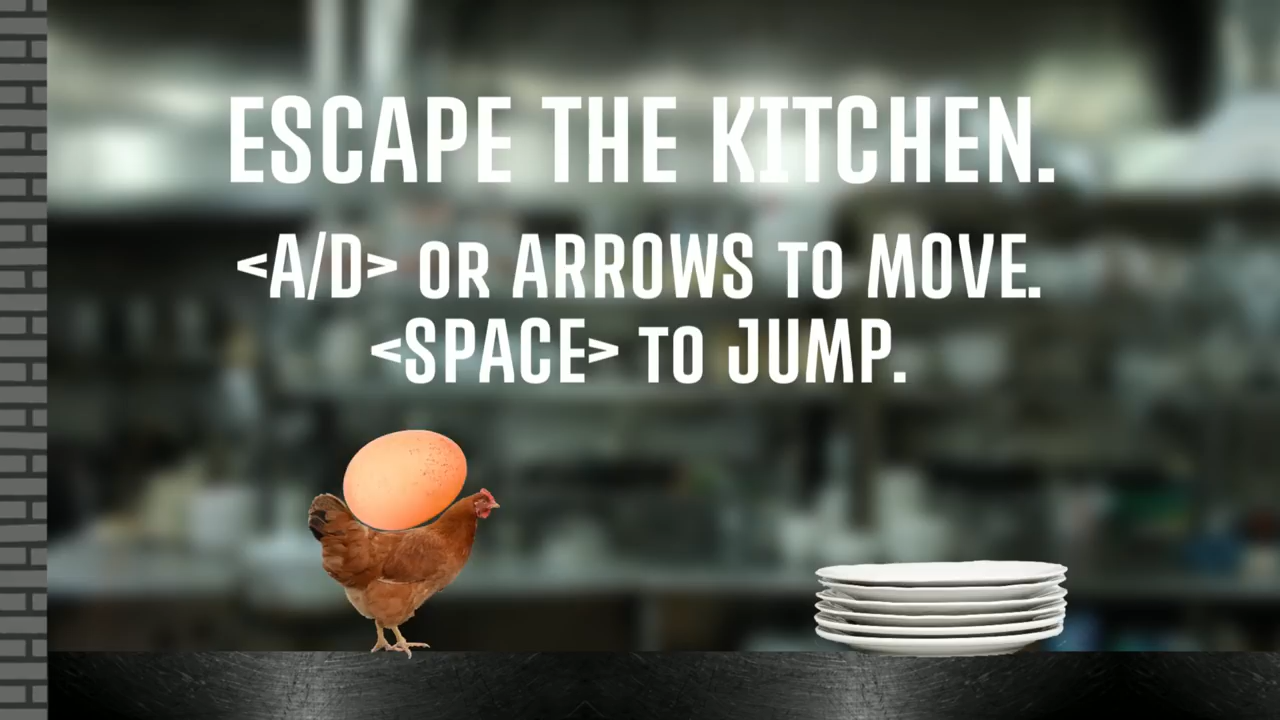 ESCAPE THE KITCHEN.
<A/D> OR ARROWS TO MOVE.
<SPACE> TO JUMP.